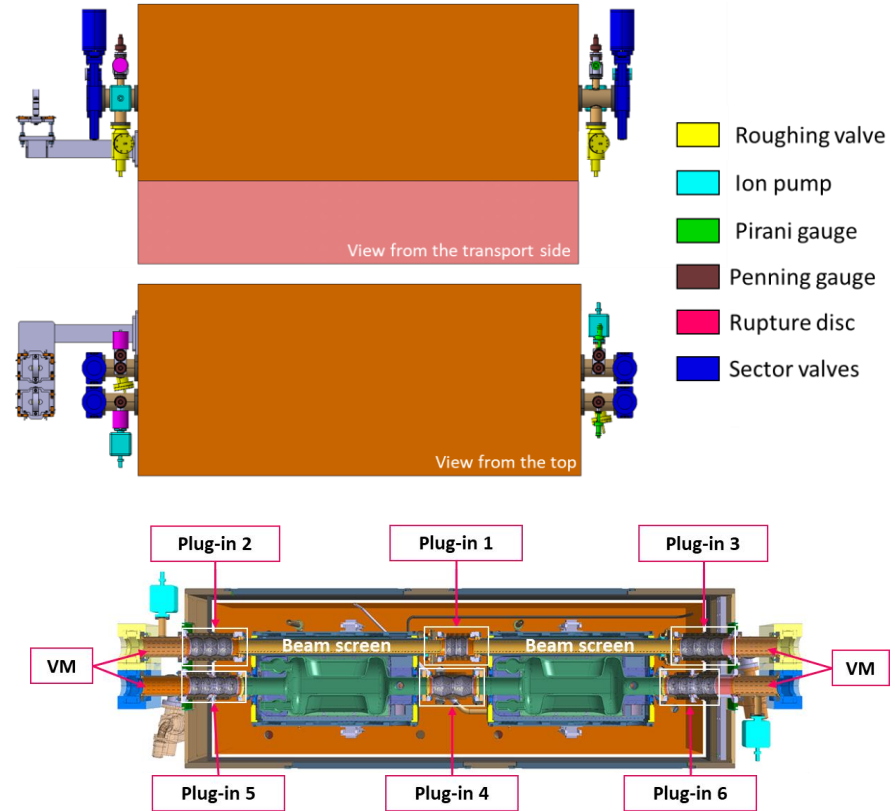 Roughing valve
Ion pump
Pirani gauge
Penning gauge
Rupture disc
Sector valves
View from the transport side
View from the top
Plug-in 2
Plug-in 1
Plug-in 3
Beam screen
Beam screen
VM
VM
Plug-in 5
Plug-in 4
Plug-in 6